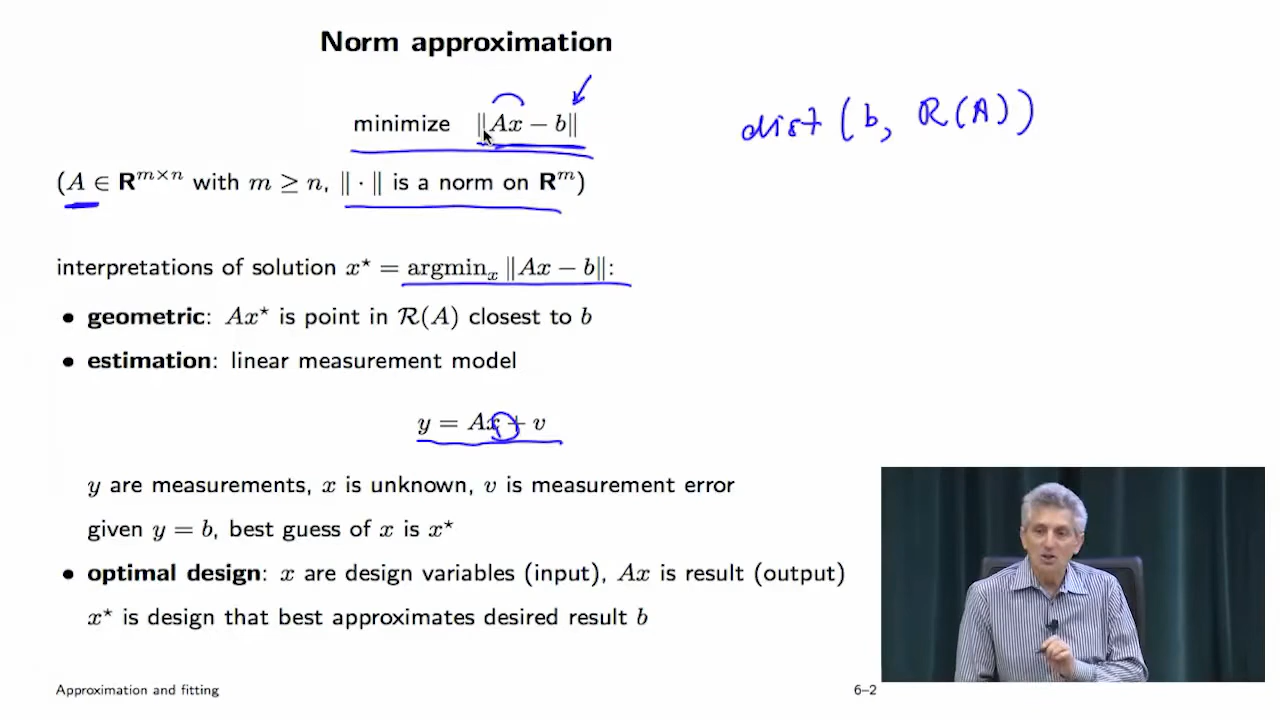 Norm approximation
minimize ‖Ax − b‖
dist (b, R(A))
(A ∈ R^{m×n} with m ≥ n, ‖ · ‖ is a norm on R^m)
interpretations of solution x⋆ = argmin_x ‖Ax − b‖:
• geometric: Ax⋆ is point in R(A) closest to b
• estimation: linear measurement model
y = Ax + v
y are measurements, x is unknown, v is measurement error
given y = b, best guess of x is x⋆
• optimal design: x are design variables (input), Ax is result (output)
x⋆ is design that best approximates desired result b
Approximation and fitting
6–2